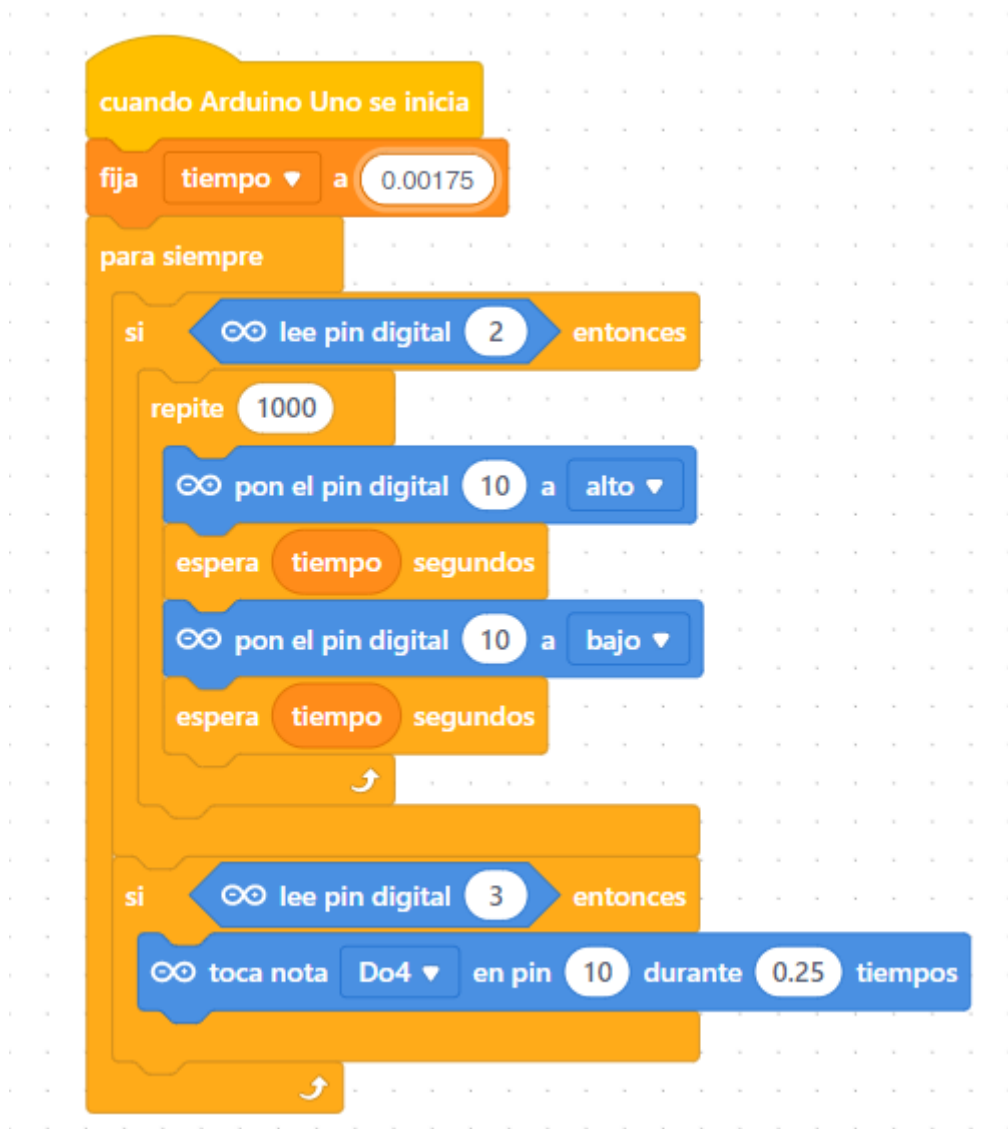 cuando Arduino Uno se inicia
fija tiempo a 0.00175
para siempre
si lee pin digital 2 entonces
repite 1000
pon el pin digital 10 a alto
espera tiempo segundos
pon el pin digital 10 a bajo
espera tiempo segundos
si lee pin digital 3 entonces
toca nota Do4 en pin 10 durante 0.25 tiempos